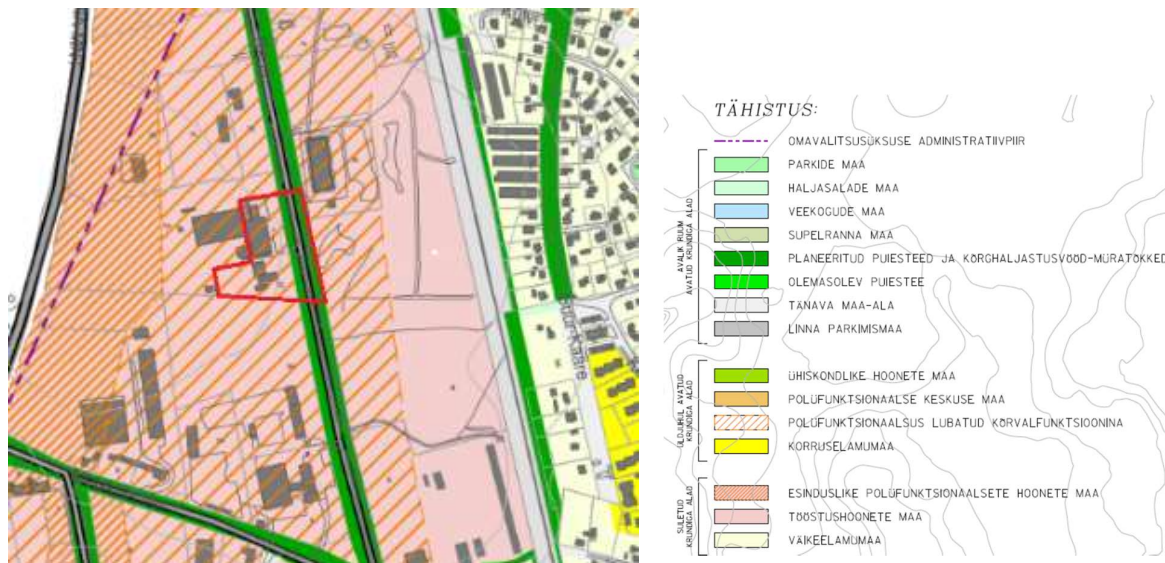 TÄHISTUS:
OMAVALITSUSÜKSUSE ADMINISTRATIIVPIIR
AVALIK RUUM
AVATUD KRUNDIGA ALAD
PARKIDE MAA
HALJASALADE MAA
VEEKOGUDE MAA
SUPELRANNA MAA
PLANEERITUD PUIESTEED JA KÕRGHALJASTUSVÖÖD-MÜRATÕKKED
OLEMASOLEV PUIESTEE
TÄNAVA MAA-ALA
LINNA PARKIMISMAA
ÜLDJUHUL AVATUD
KRUNDIGA ALAD
ÜHISKONDLIKE HOONETE MAA
POLÜFUNKTSIONAALSE KESKUSE MAA
POLÜFUNKTSIONAALSUS LUBATUD KÕRVALFUNKTSIOONINA
KORRUSELAMUMAA
SULETUD
KRUNDIGA ALAD
ESINDUSLIKE POLÜFUNKTSIONAALSETE HOONETE MAA
TÖÖSTUSHOONETE MAA
VÄIKEELAMUMAA